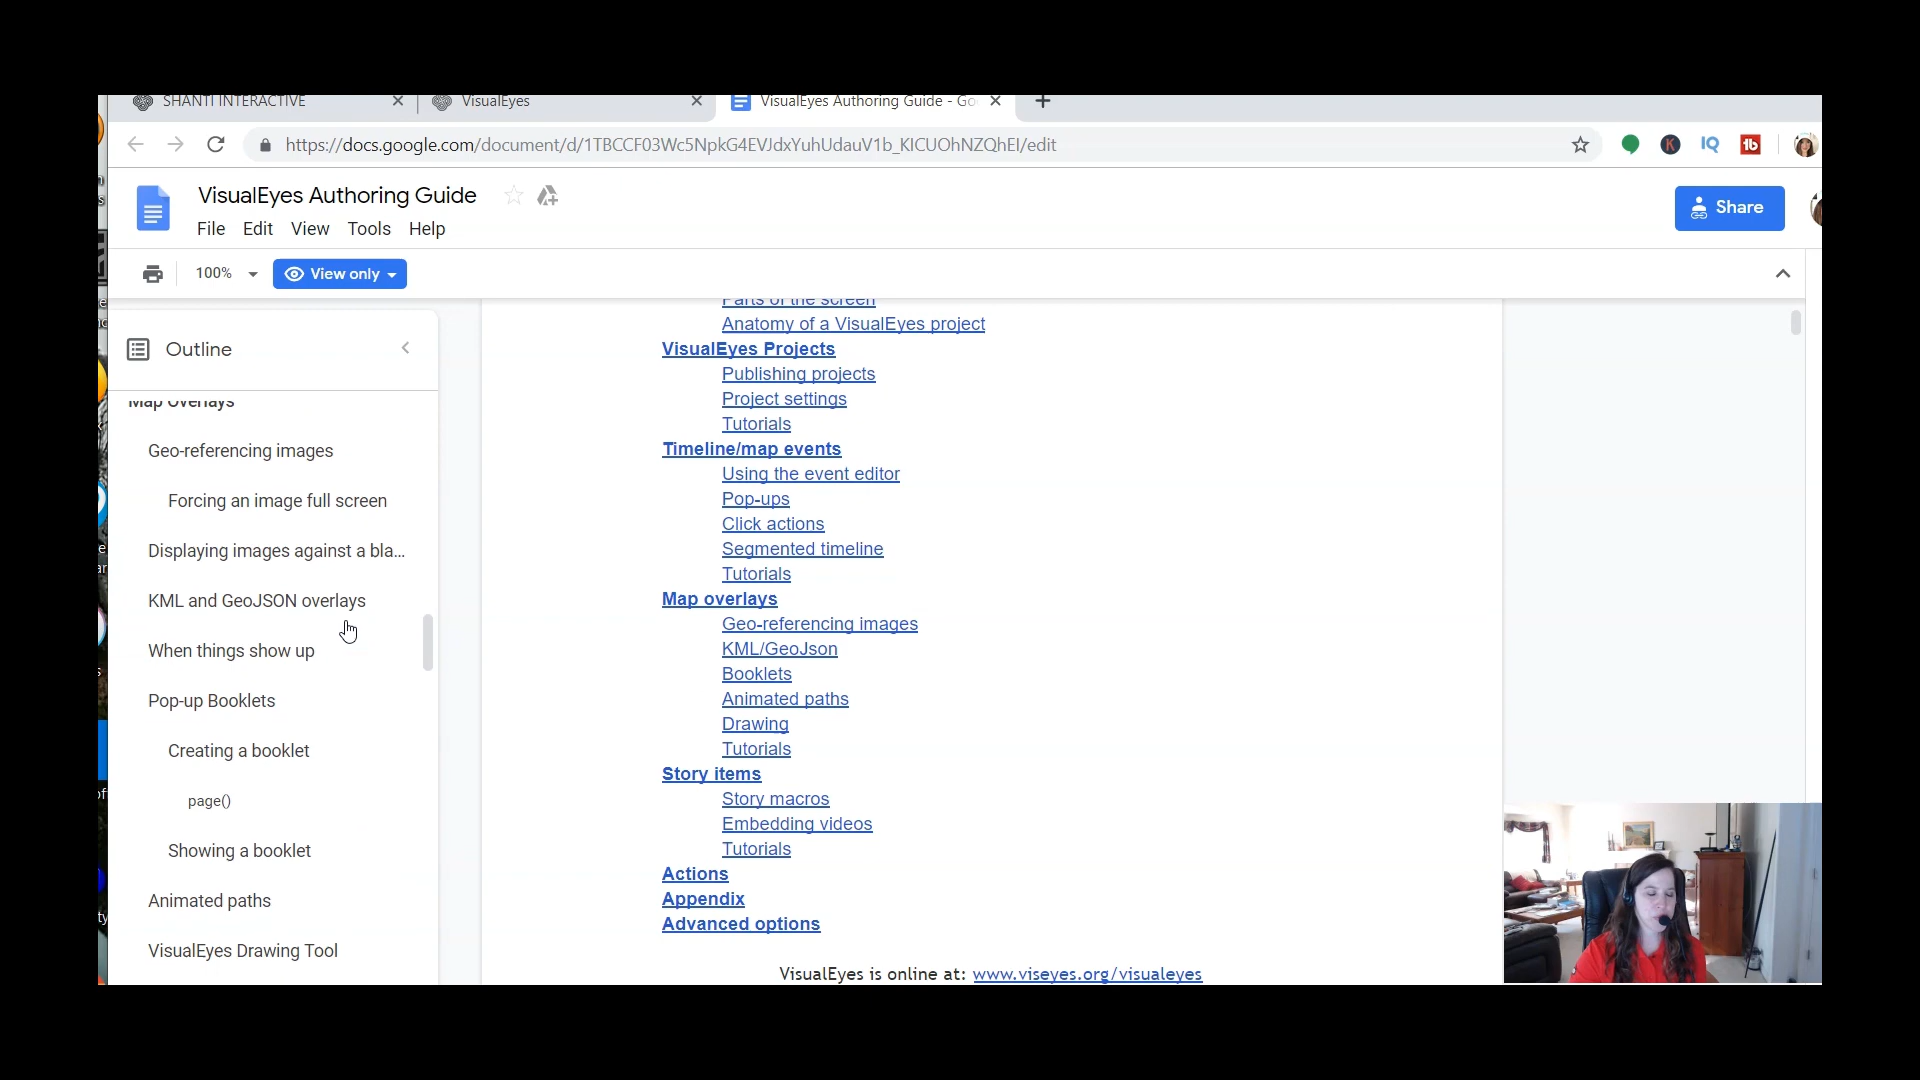 SHANTI INTERACTIVE
VisualEyes
VisualEyes Authoring Guide - Go
https://docs.google.com/document/d/1TBCCF03Wc5NpkG4EVJdxYuhUdauV1b_KICUOhNZQhEI/edit
VisualEyes Authoring Guide
File Edit View Tools Help
Share
100%
View only
Outline
Map Overlays
Geo-referencing images
Forcing an image full screen
Displaying images against a bla...
KML and GeoJSON overlays
When things show up
Pop-up Booklets
Creating a booklet
page()
Showing a booklet
Animated paths
VisualEyes Drawing Tool
Parts of the screen
Anatomy of a VisualEyes project
VisualEyes Projects
Publishing projects
Project settings
Tutorials
Timeline/map events
Using the event editor
Pop-ups
Click actions
Segmented timeline
Tutorials
Map overlays
Geo-referencing images
KML/GeoJson
Booklets
Animated paths
Drawing
Tutorials
Story items
Story macros
Embedding videos
Tutorials
Actions
Appendix
Advanced options
VisualEyes is online at: www.viseyes.org/visualeyes